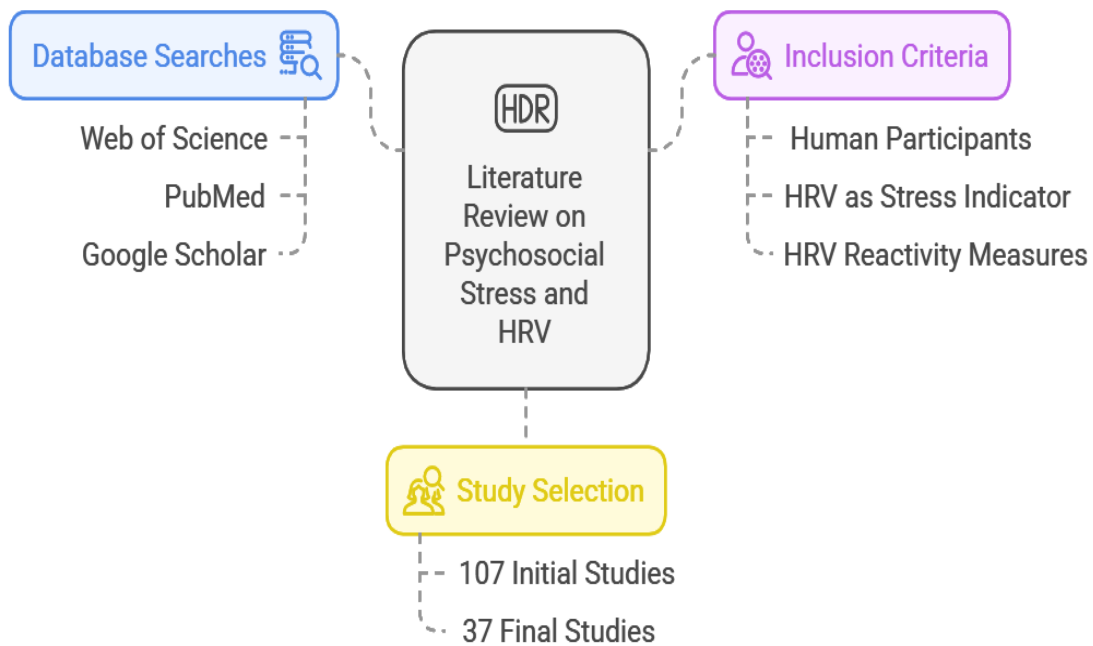 Database Searches
Web of Science
PubMed
Google Scholar
HDR
Literature
Review on
Psychosocial
Stress and
HRV
Inclusion Criteria
Human Participants
HRV as Stress Indicator
HRV Reactivity Measures
Study Selection
107 Initial Studies
37 Final Studies